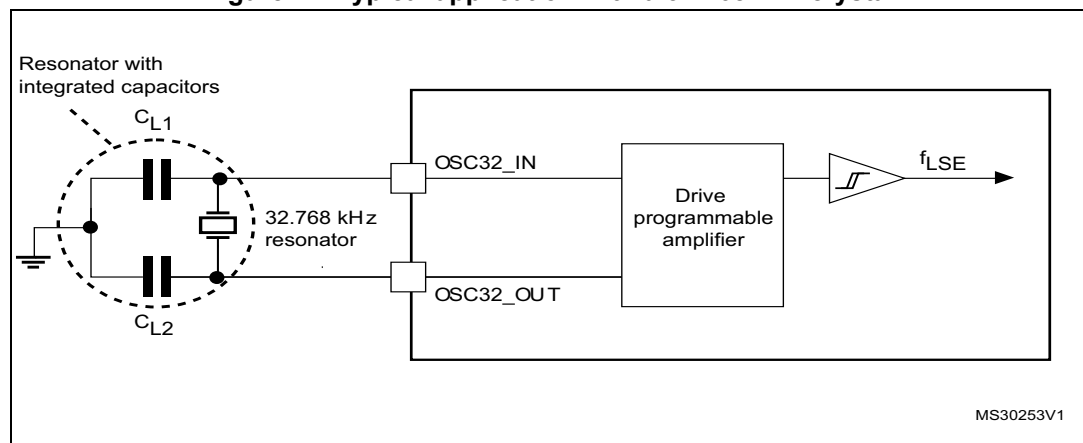 Resonator with
integrated capacitors
CL1
OSC32_IN
fLSE
Drive
programmable
amplifier
32.768 kHz
resonator
OSC32_OUT
CL2
MS30253V1